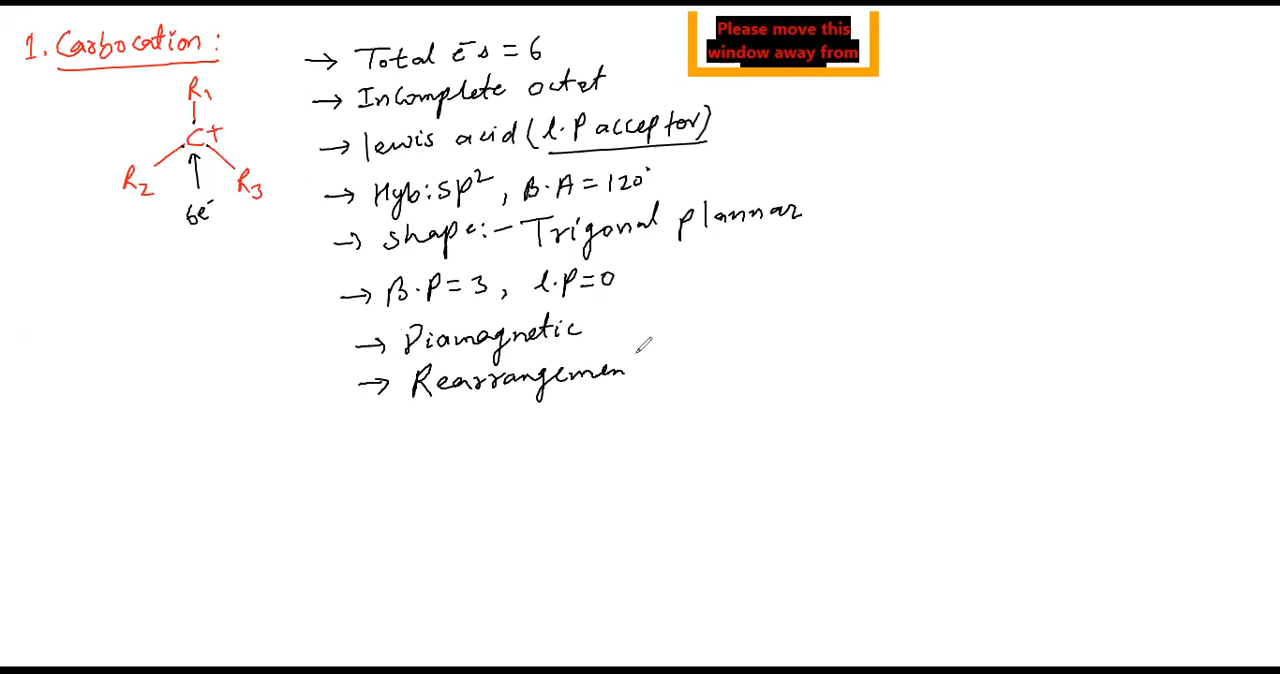 1. Carbocation:
R1
C+
R2
R3
6e-
→ Total e-s = 6
→ Incomplete octet
→ lewis acid (l.P acceptor)
→ Hyb: sp2, B.A = 120°
→ shape:- Trigonal plannar
→ B.P = 3, l.P = 0
→ Diamagnetic
→ Rearrangemen
Please move this
window away from